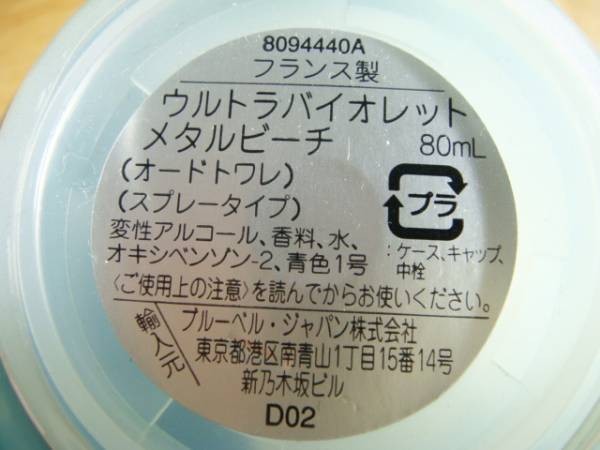 8094440A
フランス製
ウルトラバイオレット
メタルビーチ 80mL
(オードトワレ)
(スプレータイプ)
プラ
変性アルコール、香料、水、
オキシベンゾン-2、青色1号
:ケース、キャップ、
中栓
〈ご使用上の注意〉を読んでからお使いください。
輸入元
ブルーベル・ジャパン株式会社
東京都港区南青山1丁目15番14号
新乃木坂ビル
D02